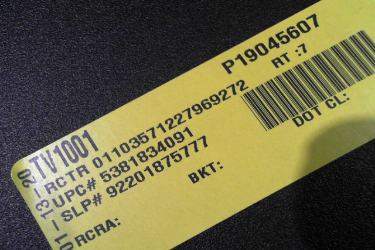 P19045607
TV1001
RT :7
RCTR 01103571227969272
UPC# 5381834091
SLP# 92201875777
BKT:
DOT CL:
RCRA: